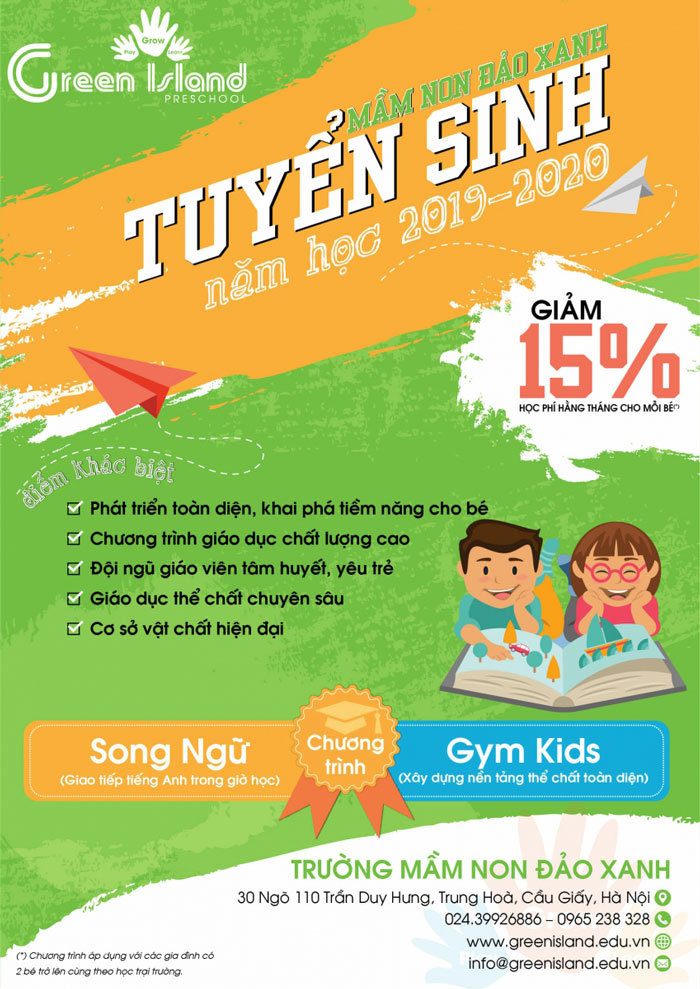 Play Grow Learn
Green Island
PRESCHOOL
MẦM NON ĐẢO XANH
TUYỂN SINH
năm học 2019-2020
GIẢM
15%
HỌC PHÍ HÀNG THÁNG CHO MỖI BÉ(*)
điểm Khác biệt
Phát triển toàn diện, khai phá tiềm năng cho bé
Chương trình giáo dục chất lượng cao
Đội ngũ giáo viên tâm huyết, yêu trẻ
Giáo dục thể chất chuyên sâu
Cơ sở vật chất hiện đại
Song Ngữ
(Giao tiếp tiếng Anh trong giờ học)
Chương
trình
Gym Kids
(Xây dựng nền tảng thể chất toàn diện)
TRƯỜNG MẦM NON ĐẢO XANH
30 Ngõ 110 Trần Duy Hưng, Trung Hoà, Cầu Giấy, Hà Nội
024.39926886 – 0965 238 328
www.greenisland.edu.vn
info@greenisland.edu.vn
(*) Chương trình áp dụng với các gia đình có
2 bé trở lên cùng theo học trại trường.